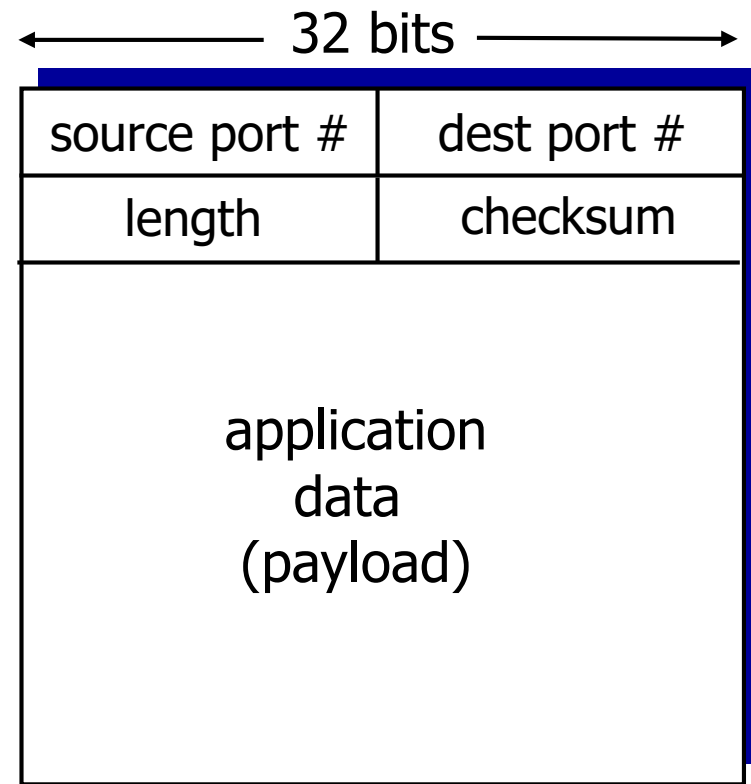 32 bits
source port # dest port #
length checksum
application
data
(payload)